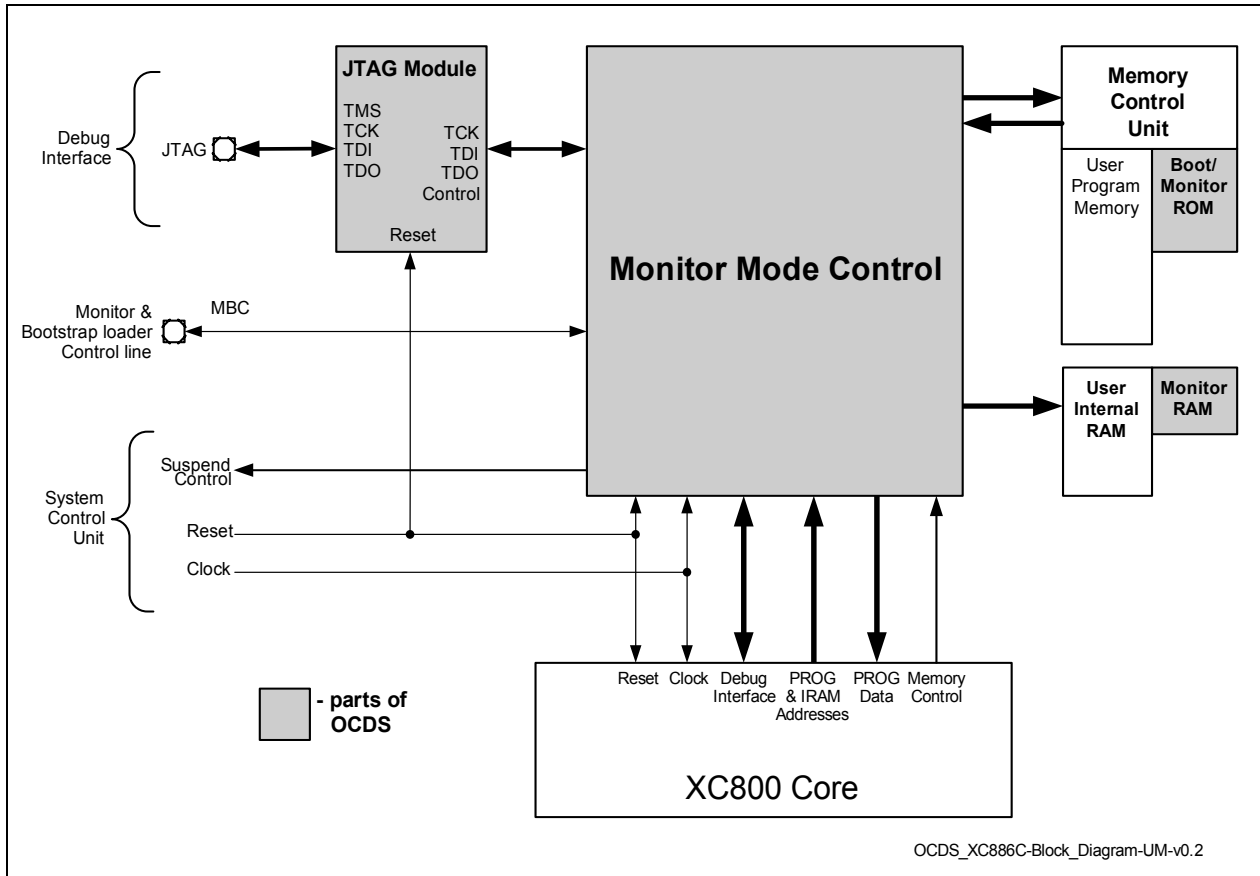 JTAG Module
TMS
TCK
TDI
TDO
TCK
TDI
TDO
Control
Reset
Debug
Interface
JTAG
Monitor Mode Control
Memory
Control
Unit
User
Program
Memory
Boot/
Monitor
ROM
Monitor &
Bootstrap loader
Control line
MBC
User
Internal
RAM
Monitor
RAM
System
Control
Unit
Suspend
Control
Reset
Clock
Reset
Clock
Debug
Interface
PROG
& IRAM
Addresses
PROG
Data
Memory
Control
- parts of
OCDS
XC800 Core
OCDS_XC886C-Block_Diagram-UM-v0.2